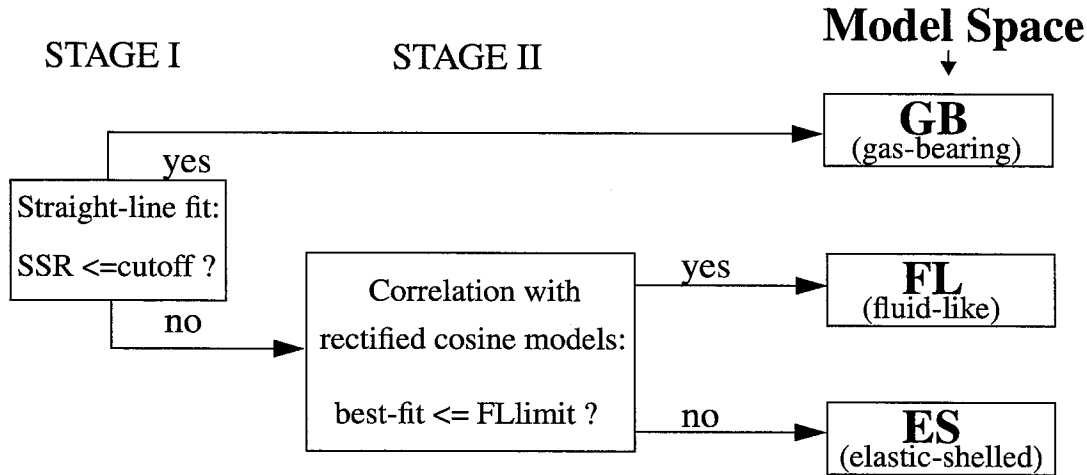 Model Space
STAGE I
STAGE II
GB
(gas-bearing)
yes
Straight-line fit:
SSR <=cutoff ?
no
Correlation with
rectified cosine models:
best-fit <= FLlimit ?
yes
FL
(fluid-like)
no
ES
(elastic-shelled)